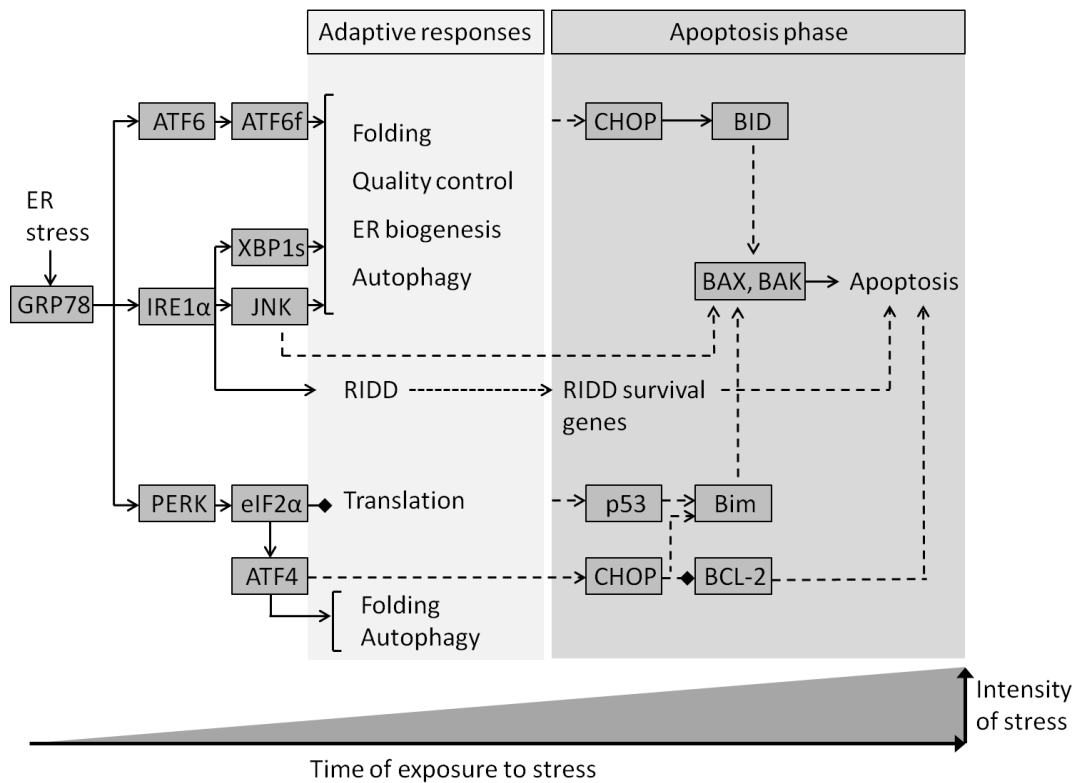 Adaptive responses
Apoptosis phase
ATF6
ATF6f
CHOP
BID
Folding
Quality control
ER biogenesis
Autophagy
ER
stress
XBP1s
GRP78
IRE1α
JNK
BAX, BAK
Apoptosis
RIDD
RIDD survival
genes
PERK
eIF2α
Translation
p53
Bim
ATF4
CHOP
BCL-2
Folding
Autophagy
Intensity
of stress
Time of exposure to stress